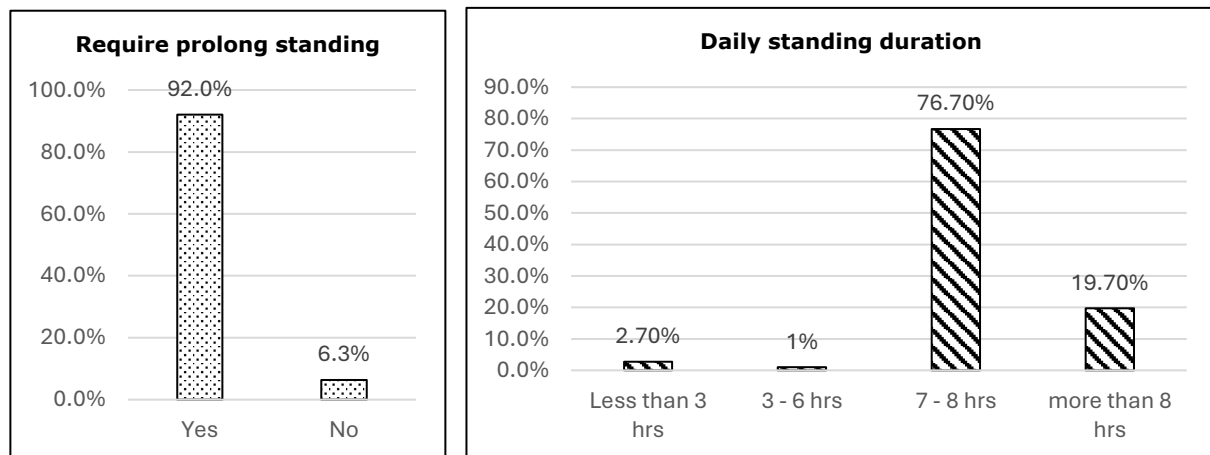 Require prolong standing
100.0%
80.0%
60.0%
40.0%
20.0%
0.0%
92.0%
6.3%
Yes No
Daily standing duration
90.0%
80.0%
70.0%
60.0%
50.0%
40.0%
30.0%
20.0%
10.0%
0.0%
2.70%
1%
76.70%
19.70%
Less than 3
hrs
3 - 6 hrs
7 - 8 hrs
more than 8
hrs